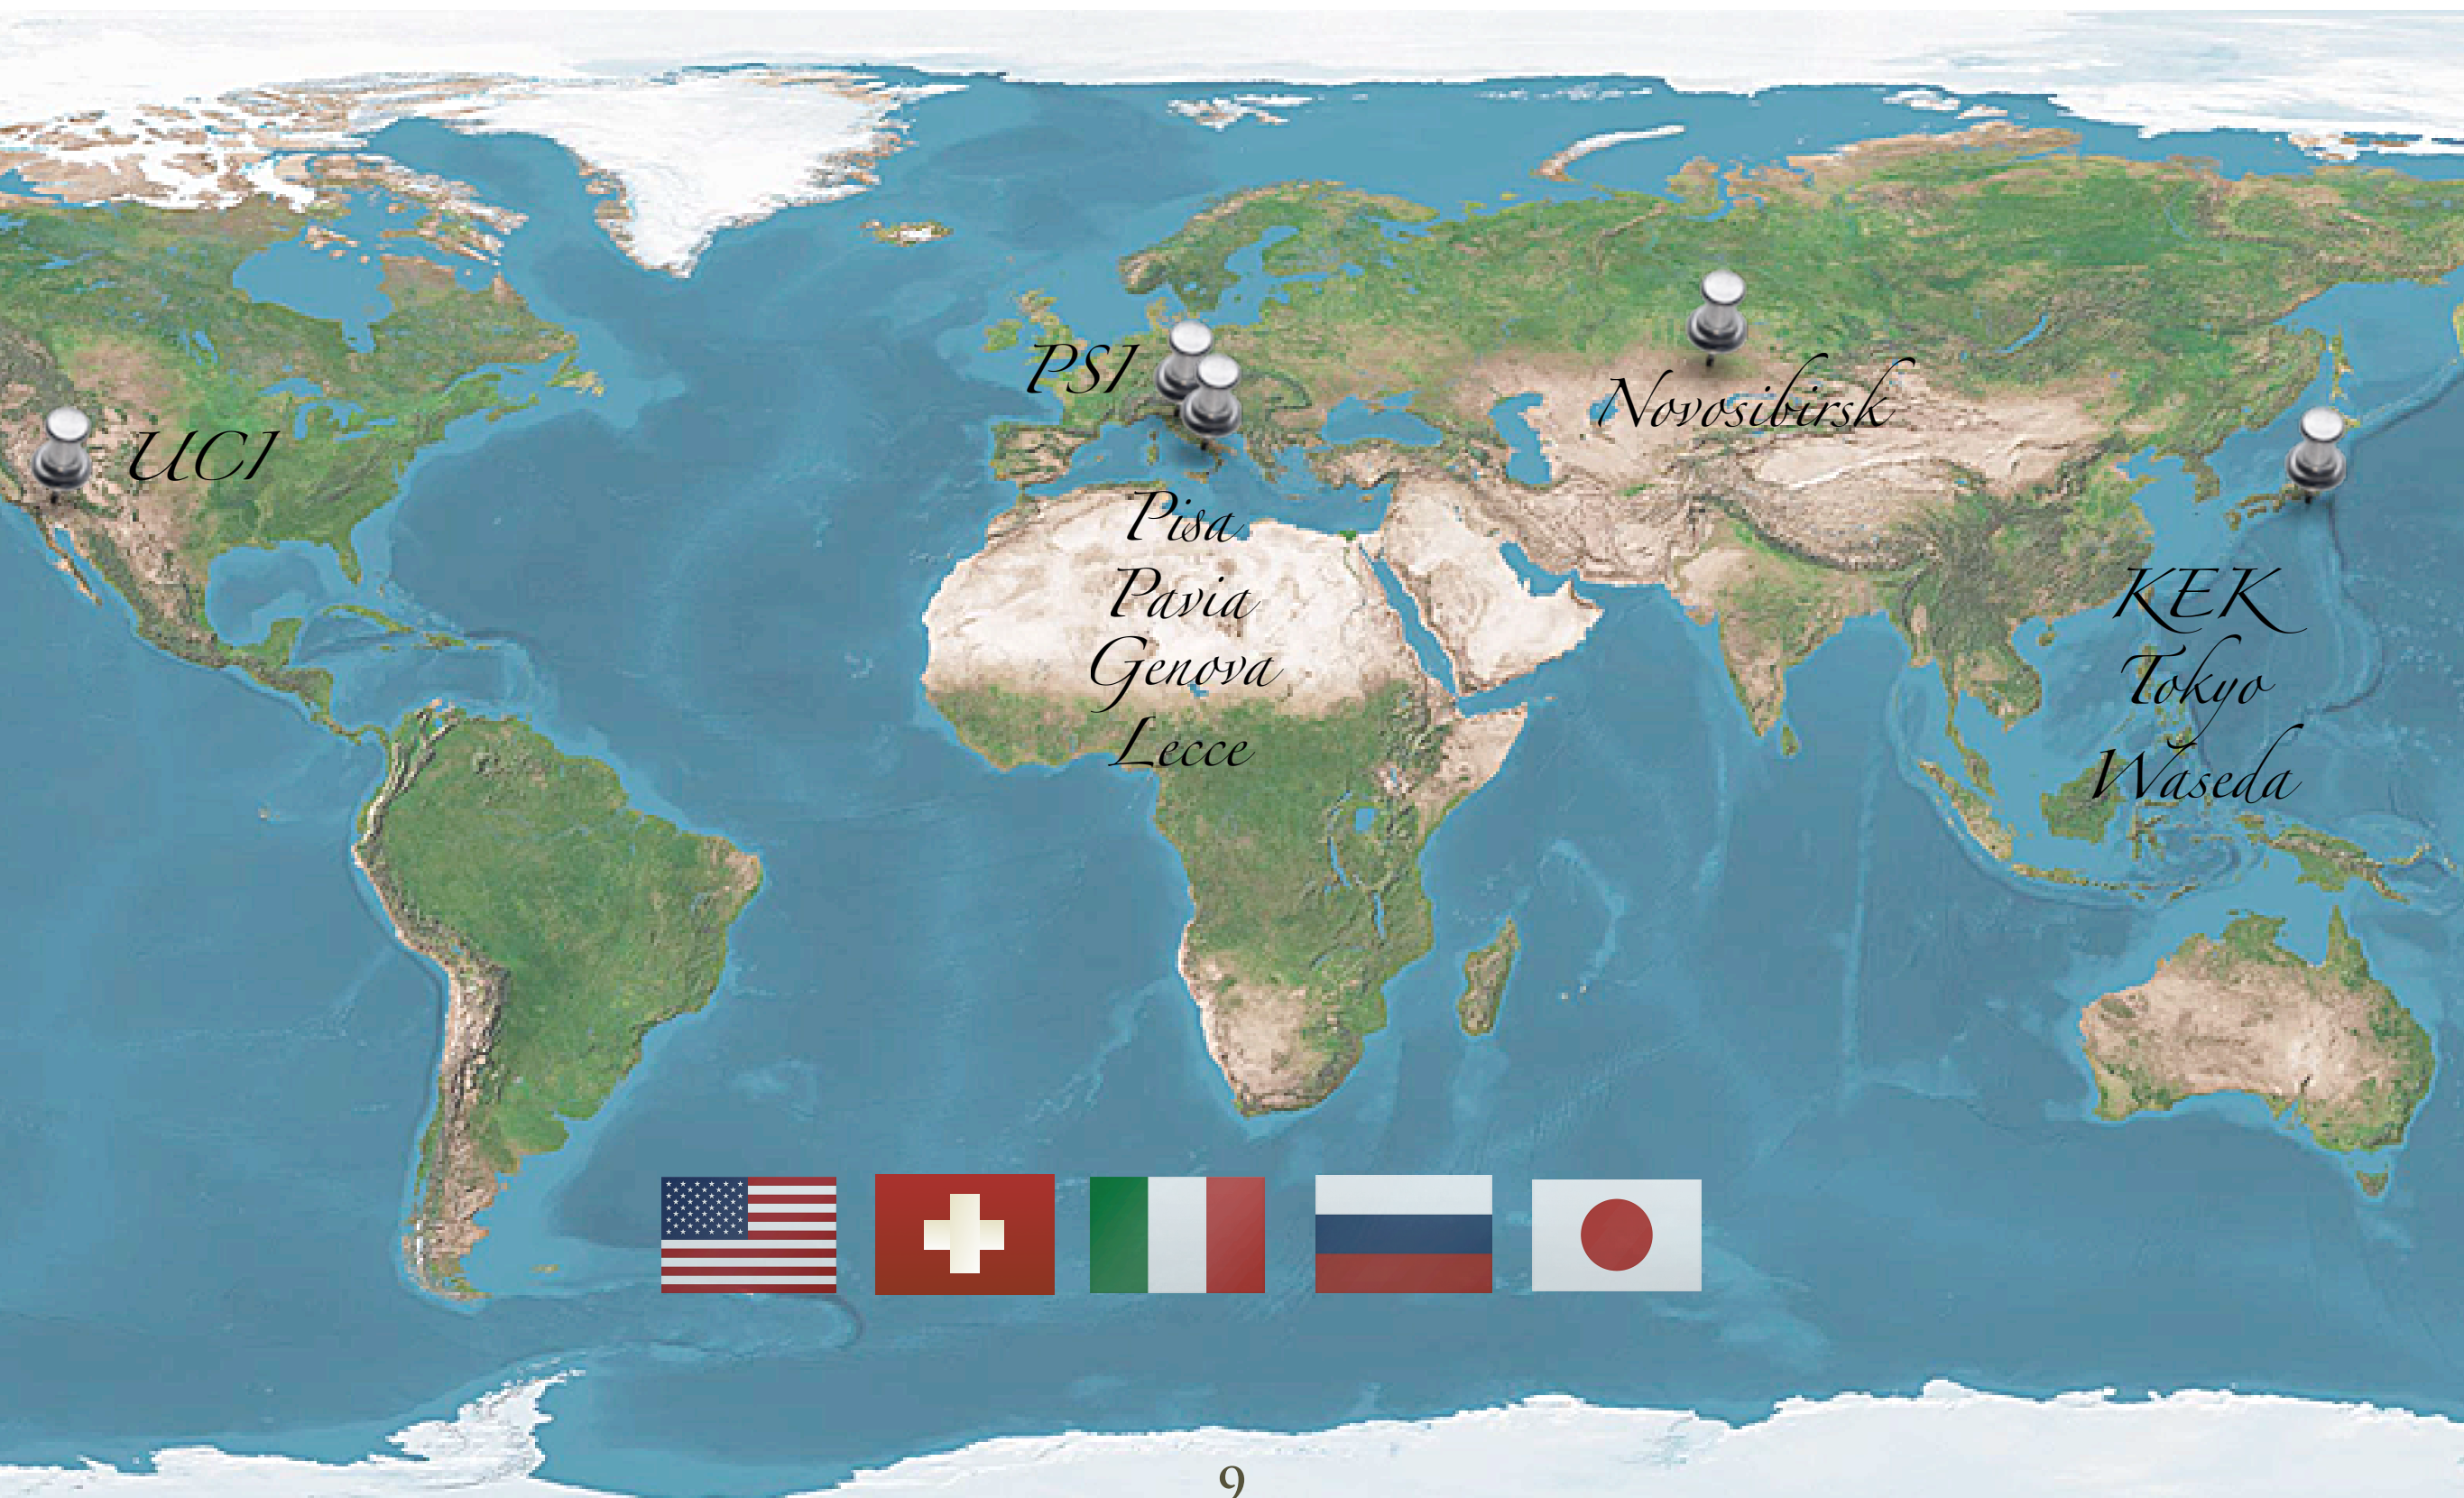 PSI
Novosibirsk
UCI
Pisa
Pavia
Genova
Lecce
KEK
Tokyo
Waseda
9